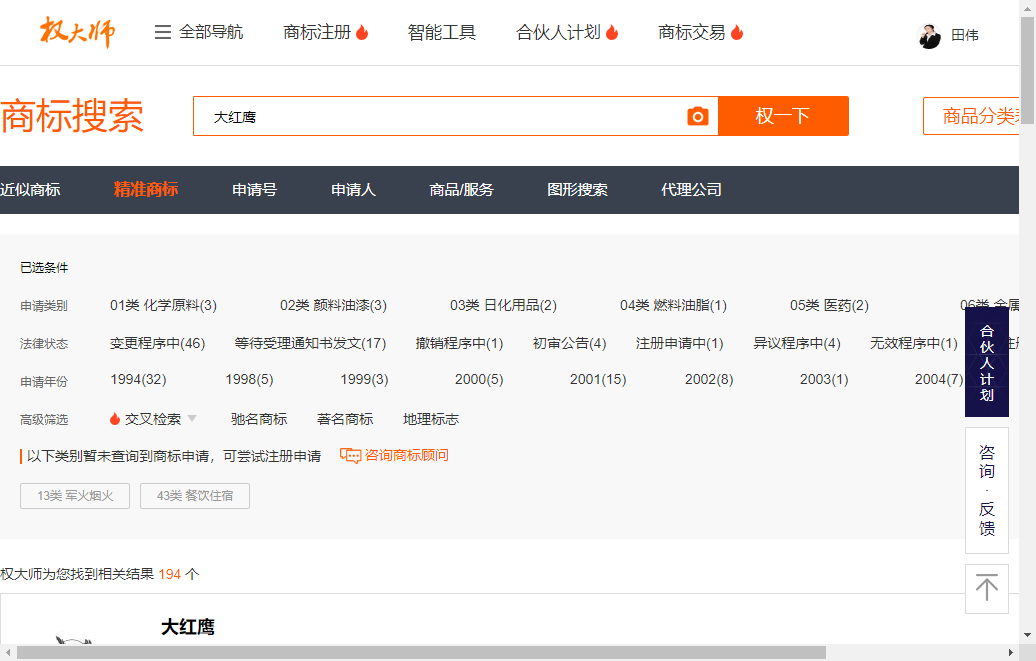 权大师 全部导航 商标注册 智能工具 合伙人计划 商标交易 田伟
商标搜索 大红鹰 权一下 商品分类
近似商标 精准商标 申请号 申请人 商品/服务 图形搜索 代理公司
已选条件
申请类别 01类 化学原料(3) 02类 颜料油漆(3) 03类 日化用品(2) 04类 燃料油脂(1) 05类 医药(2) 06类 金属
法律状态 变更程序中(46) 等待受理通知书发文(17) 撤销程序中(1) 初审公告(4) 注册申请中(1) 异议程序中(4) 无效程序中(1)
申请年份 1994(32) 1998(5) 1999(3) 2000(5) 2001(15) 2002(8) 2003(1) 2004(7)
高级筛选 交叉检索 驰名商标 著名商标 地理标志
以下类别暂未查询到商标申请，可尝试注册申请 咨询商标顾问
13类 军火烟火 43类 餐饮住宿
合伙人计划
咨询·反馈
权大师为您找到相关结果 194 个
大红鹰